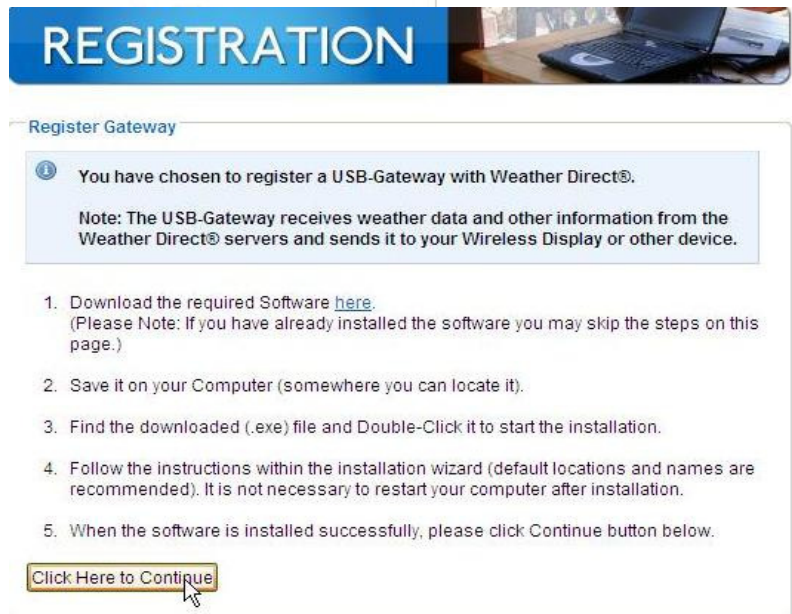 REGISTRATION
Register Gateway
You have chosen to register a USB-Gateway with Weather Direct®.
Note: The USB-Gateway receives weather data and other information from the
Weather Direct® servers and sends it to your Wireless Display or other device.
1. Download the required Software here.
(Please Note: If you have already installed the software you may skip the steps on this
page.)
2. Save it on your Computer (somewhere you can locate it).
3. Find the downloaded (.exe) file and Double-Click it to start the installation.
4. Follow the instructions within the installation wizard (default locations and names are
recommended). It is not necessary to restart your computer after installation.
5. When the software is installed successfully, please click Continue button below.
Click Here to Continue